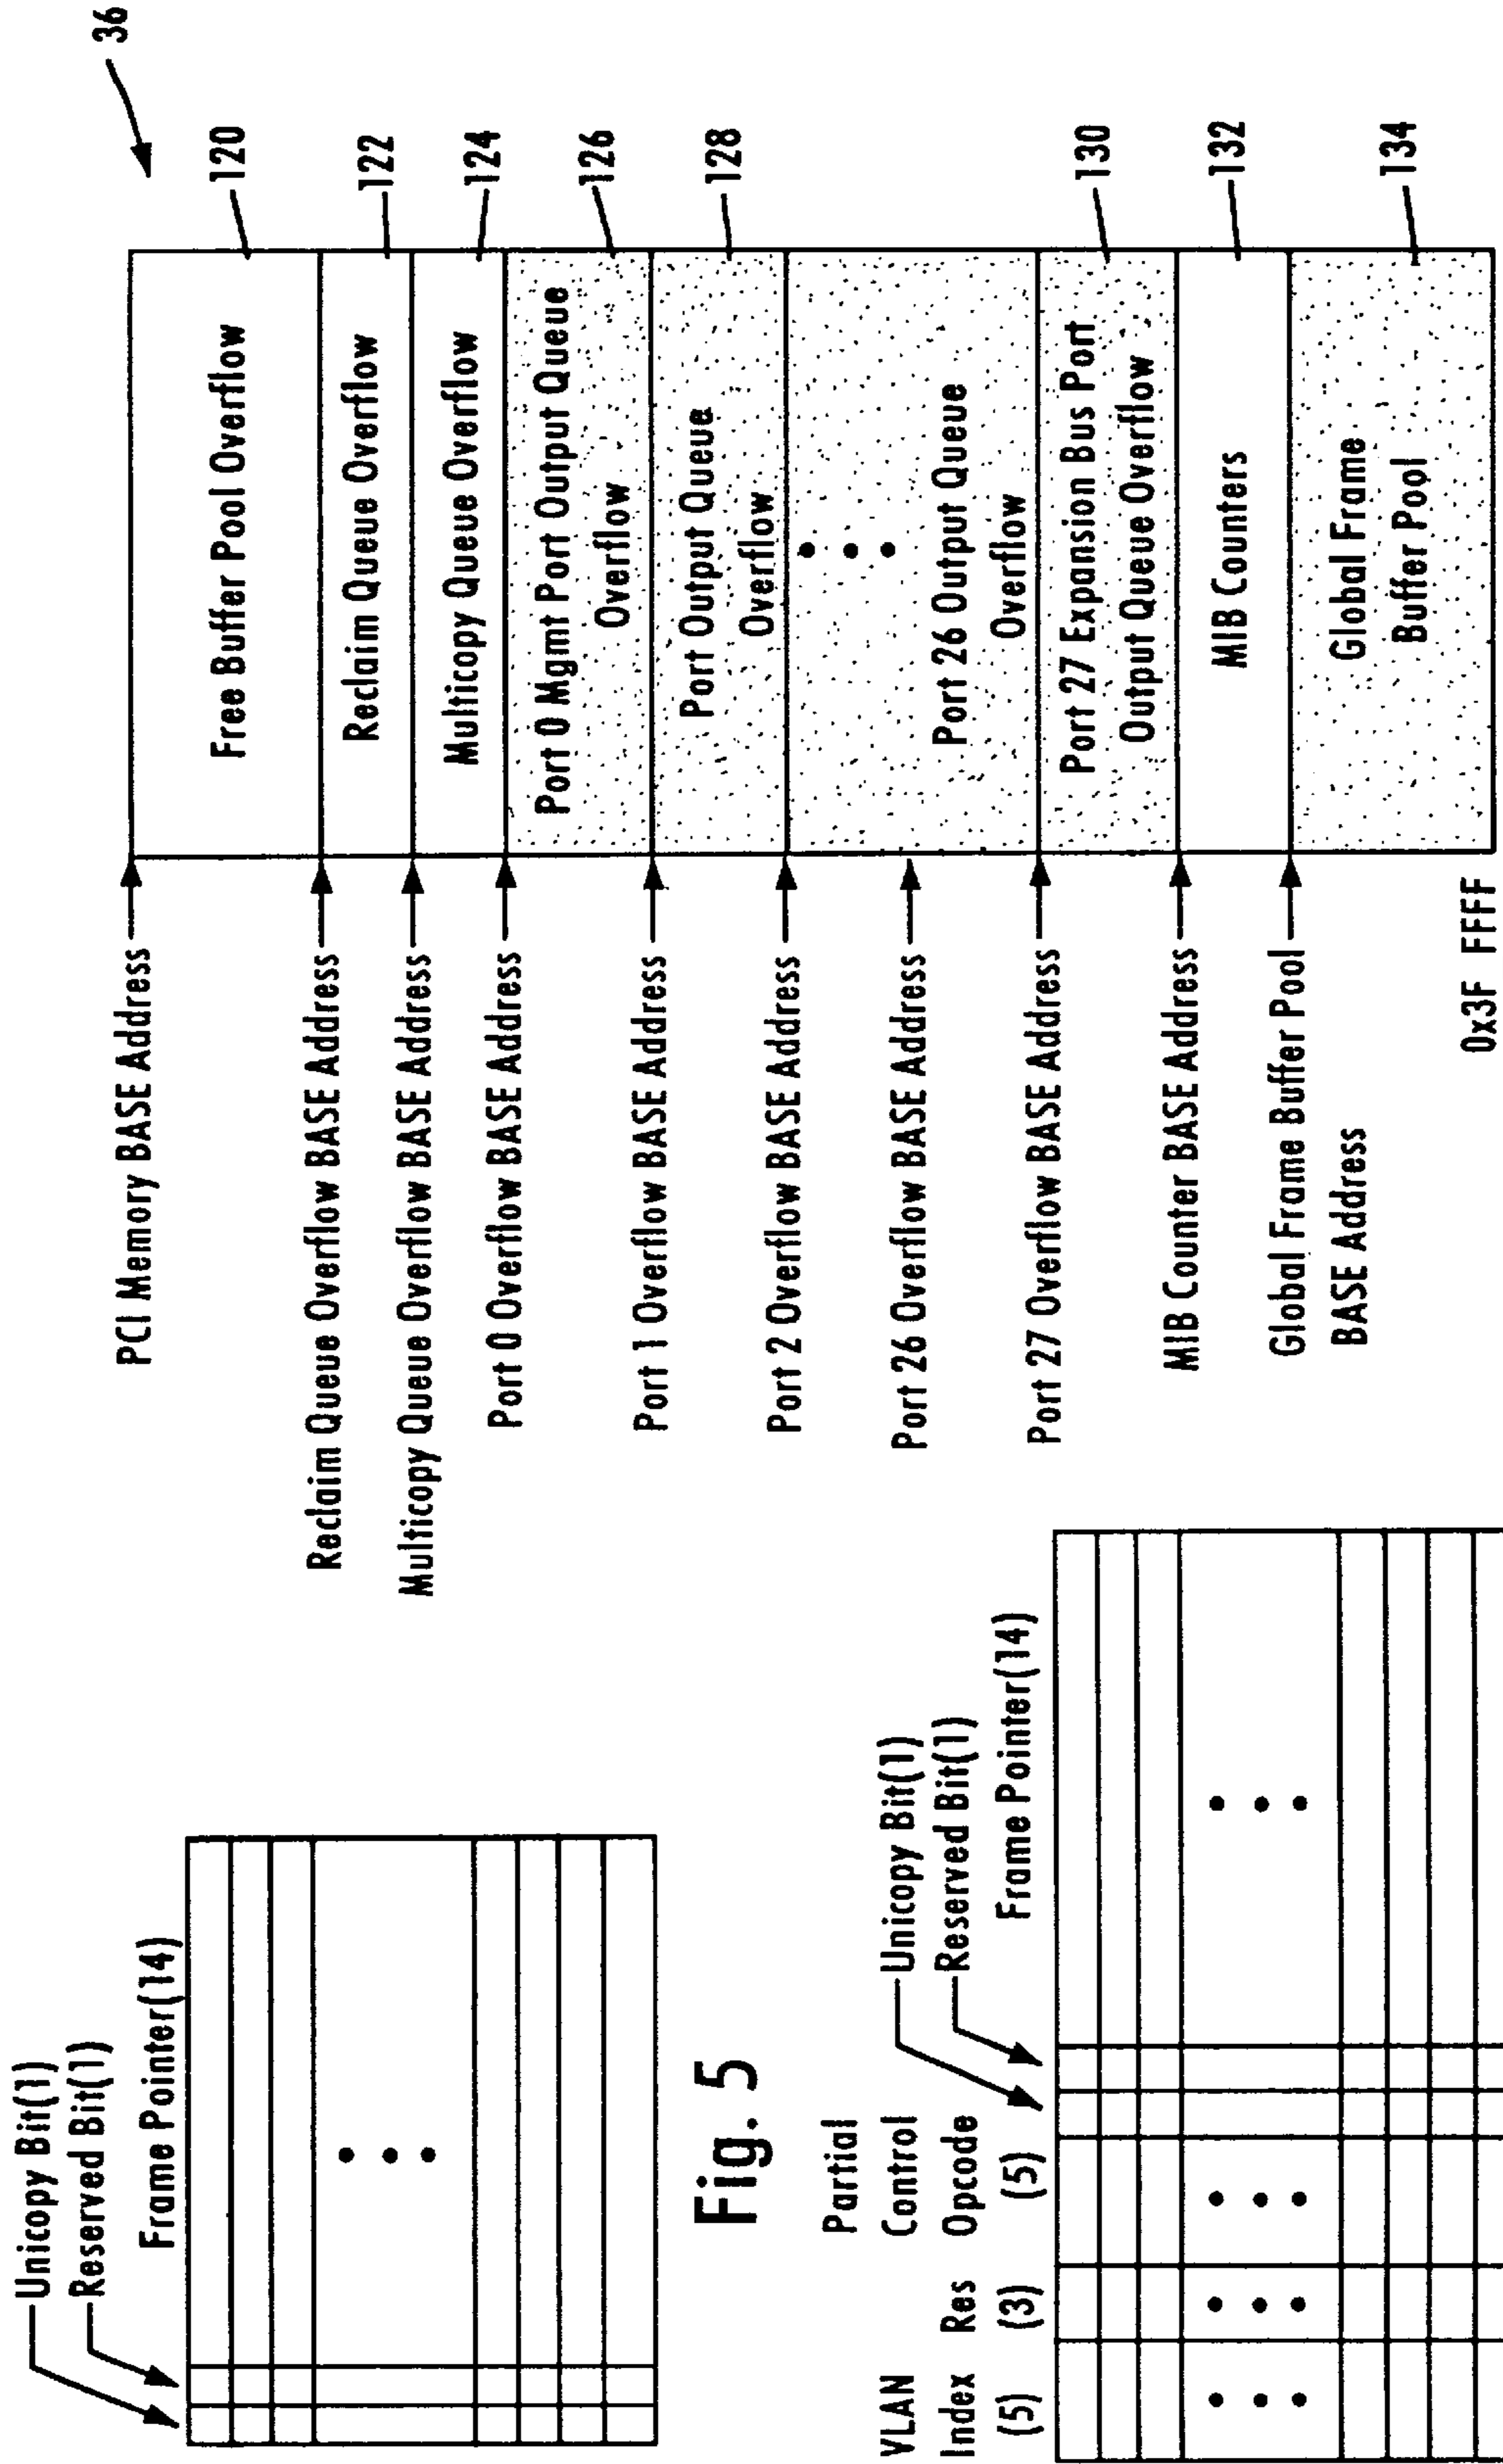 Unicopy Bit(1)
Reserved Bit(1)
Frame Pointer(14)
Fig. 5
VLAN
Index
(5)
Res
(3)
Partial
Control
Opcode
(5)
Unicopy Bit(1)
Reserved Bit(1)
Frame Pointer(14)
36
PCI Memory BASE Address
Reclaim Queue Overflow BASE Address
Multicopy Queue Overflow BASE Address
Port 0 Overflow BASE Address
Port 1 Overflow BASE Address
Port 2 Overflow BASE Address
Port 26 Overflow BASE Address
Port 27 Overflow BASE Address
MIB Counter BASE Address
Global Frame Buffer Pool
BASE Address
0x3F FFFF
Free Buffer Pool Overflow
120
Reclaim Queue Overflow
122
Multicopy Queue Overflow
124
Port 0 Mgmt Port Output Queue
Overflow
126
Port Output Queue
Overflow
128
Port 26 Output Queue
Overflow
Port 27 Expansion Bus Port
Output Queue Overflow
130
MIB Counters
132
Global Frame
Buffer Pool
134